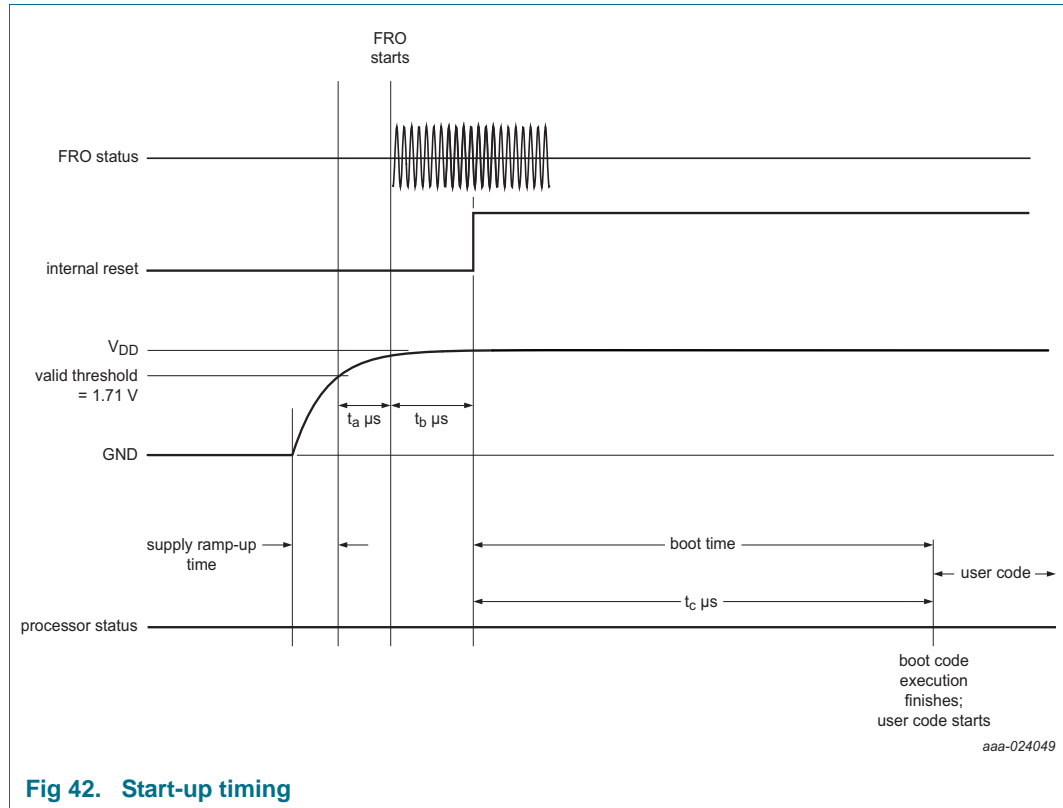 FRO
starts
FRO status
internal reset
VDD
valid threshold
= 1.71 V
ta μs
tb μs
GND
supply ramp-up
time
boot time
user code
tc μs
processor status
boot code
execution
finishes;
user code starts
aaa-024049
Fig 42. Start-up timing